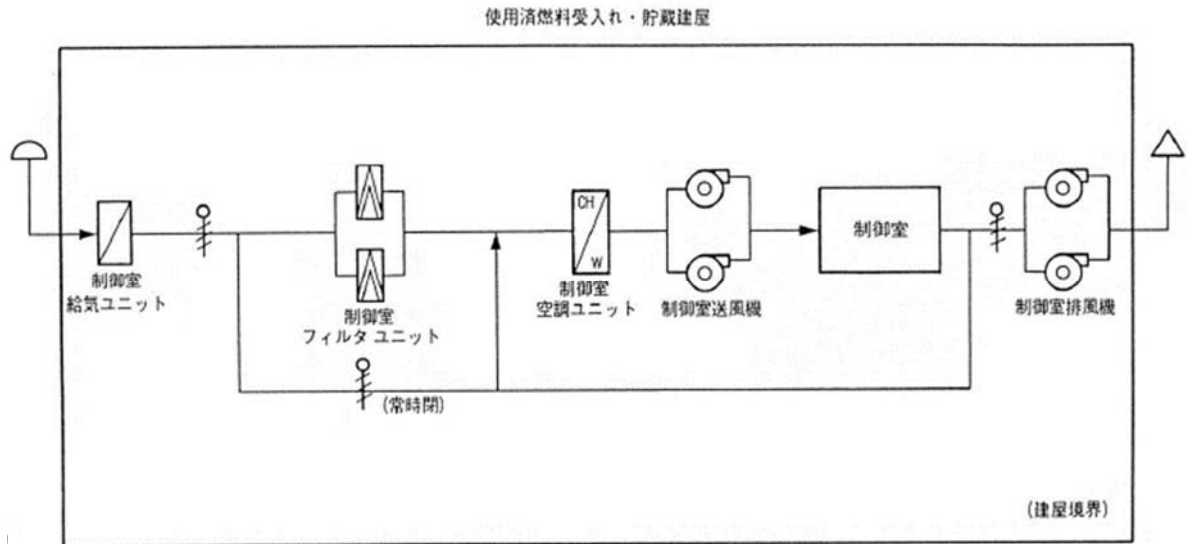 使用済燃料受入れ・貯蔵建屋
制御室
給気ユニット
制御室
フィルタ ユニット
(常時閉)
CH
W
制御室
空調ユニット
制御室送風機
制御室
制御室排風機
(建屋境界)